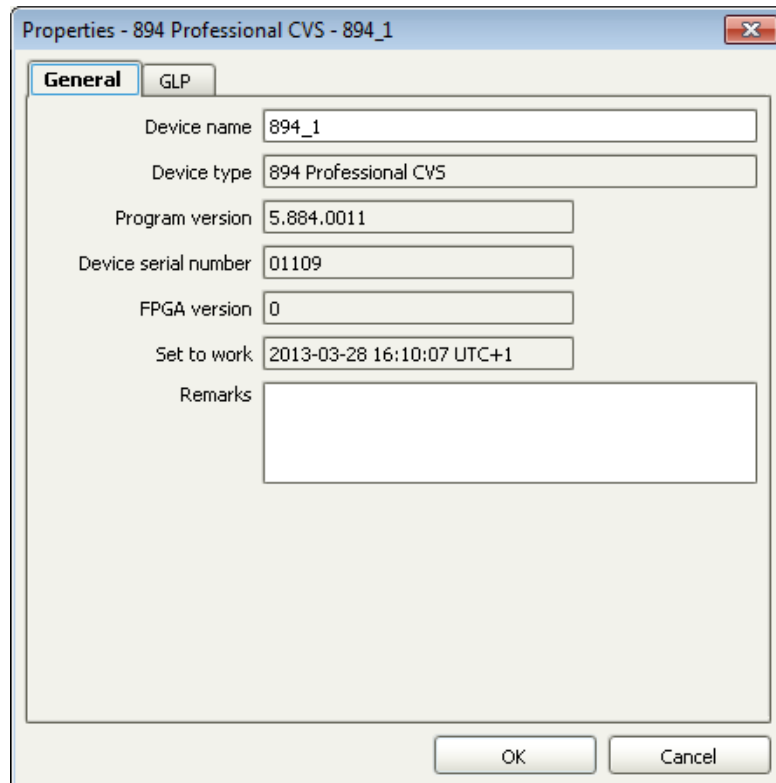 Properties - 894 Professional CVS - 894_1
General GLP
Device name 894_1
Device type 894 Professional CVS
Program version 5.884.0011
Device serial number 01109
FPGA version 0
Set to work 2013-03-28 16:10:07 UTC+1
Remarks
OK Cancel